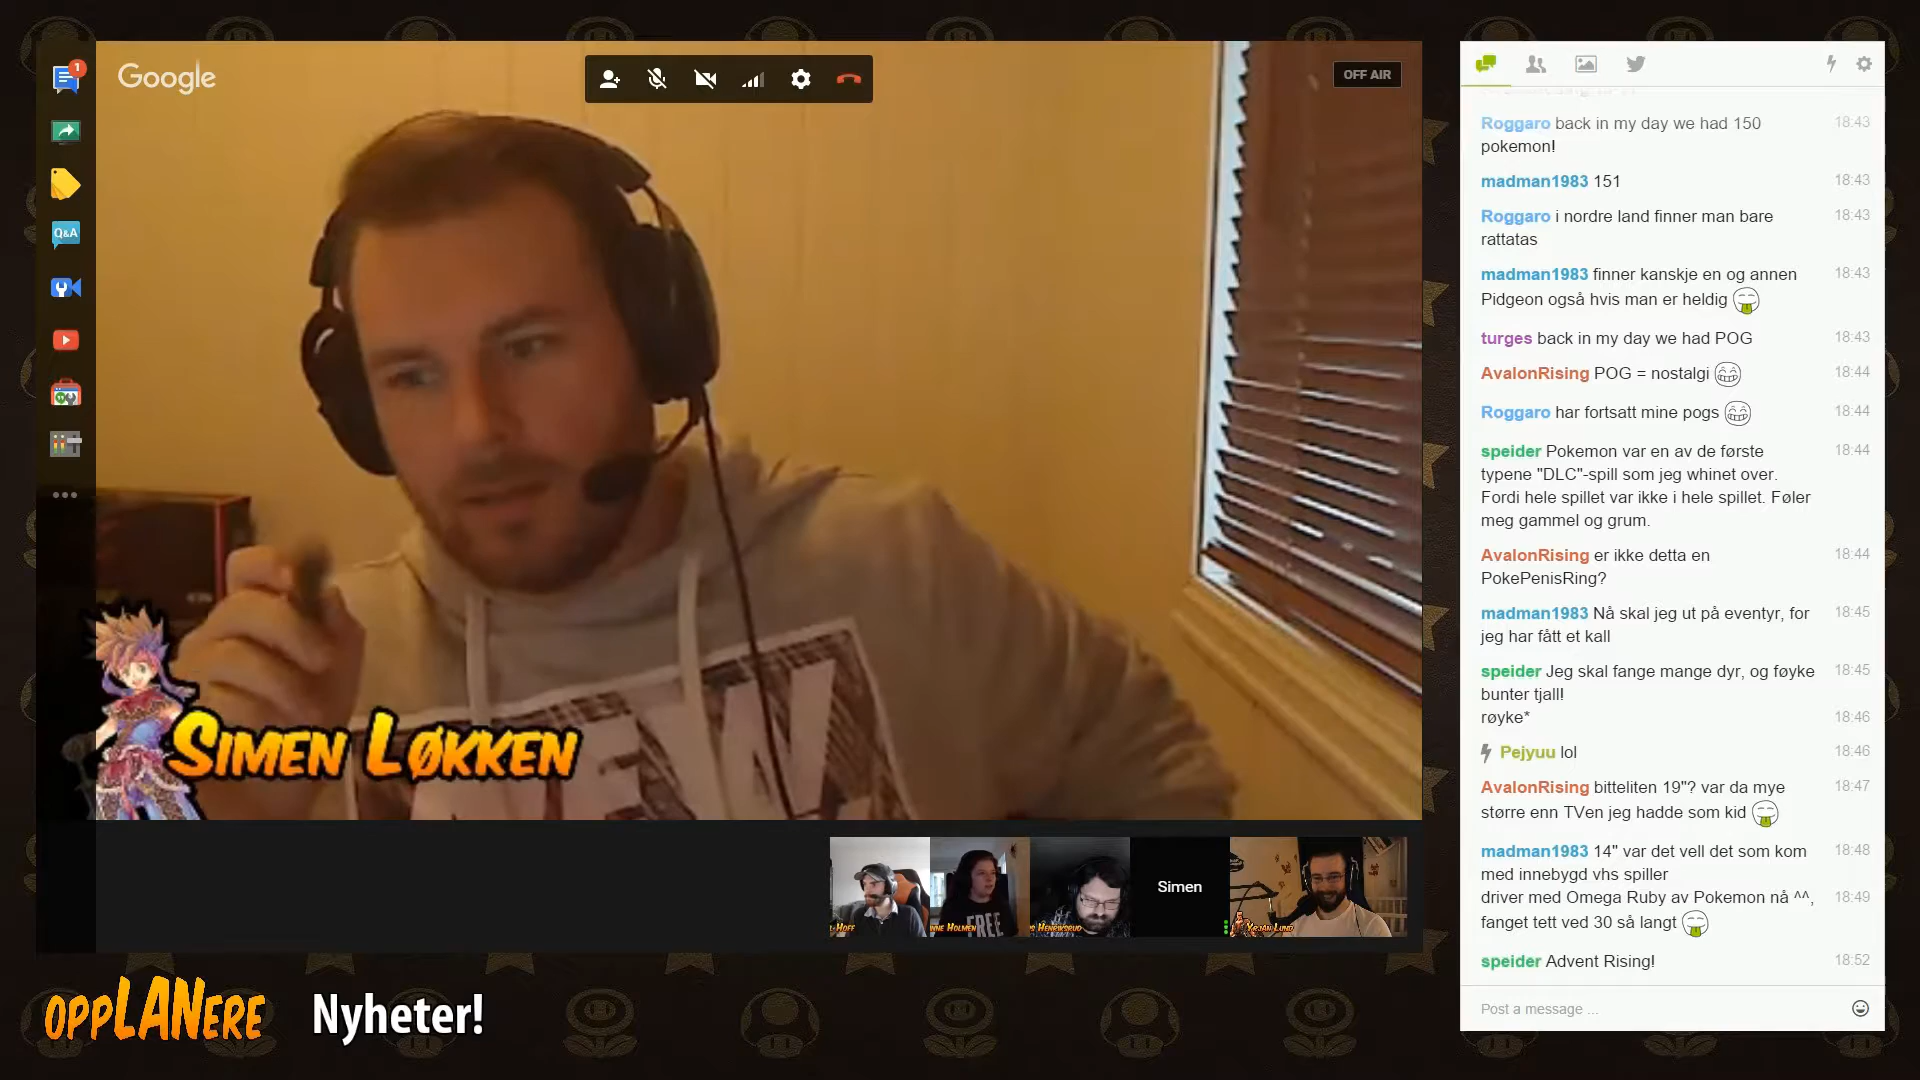 1
Google
OFF AIR
Q&A
SIMEN LØKKEN
HOFF
NNE HOLMEN
FREE
S HENRIKSRUD
Simen
YRJAN LUND
OPPLANERE
Nyheter!
Roggaro back in my day we had 150 18:43
pokemon!
madman1983 151 18:43
Roggaro i nordre land finner man bare 18:43
rattatas
madman1983 finner kanskje en og annen 18:43
Pidgeon også hvis man er heldig
turges back in my day we had POG 18:43
AvalonRising POG = nostalgi 18:44
Roggaro har fortsatt mine pogs 18:44
speider Pokemon var en av de første 18:44
typene "DLC"-spill som jeg whinet over.
Fordi hele spillet var ikke i hele spillet. Føler
meg gammel og grum.
AvalonRising er ikke detta en 18:44
PokePenisRing?
madman1983 Nå skal jeg ut på eventyr, for 18:45
jeg har fått et kall
speider Jeg skal fange mange dyr, og føyke 18:45
bunter tjall!
røyke* 18:46
Pejyuu lol 18:46
AvalonRising bitteliten 19"? var da mye 18:47
større enn TVen jeg hadde som kid
madman1983 14" var det vell det som kom 18:48
med innebygd vhs spiller
driver med Omega Ruby av Pokemon nå ^^, 18:49
fanget tett ved 30 så langt
speider Advent Rising! 18:52
Post a message ...